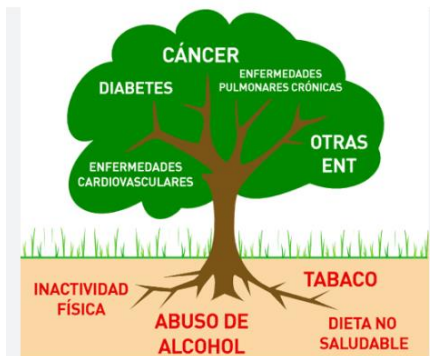 CÁNCER
DIABETES
ENFERMEDADES
PULMONARES CRÓNICAS
OTRAS
ENT
ENFERMEDADES
CARDIOVASCULARES
INACTIVIDAD
FÍSICA
TABACO
ABUSO DE
ALCOHOL
DIETA NO
SALUDABLE